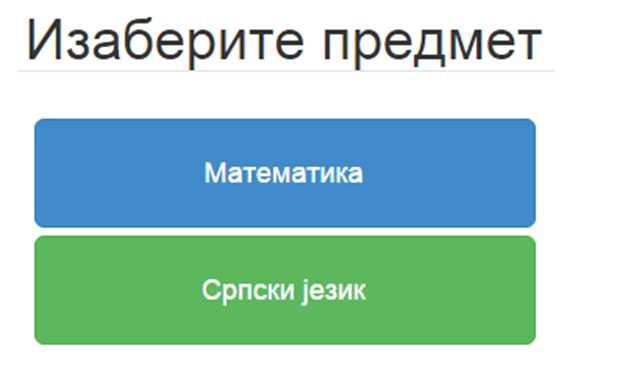 Изаберите предмет
Математика
Српски језик